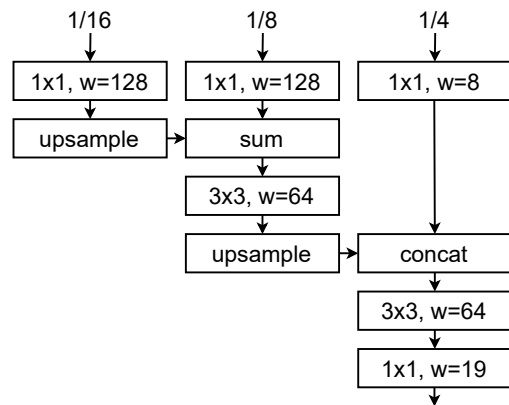 1/16
1/8
1/4
1x1, w=128
1x1, w=128
1x1, w=8
upsample
sum
3x3, w=64
upsample
concat
3x3, w=64
1x1, w=19